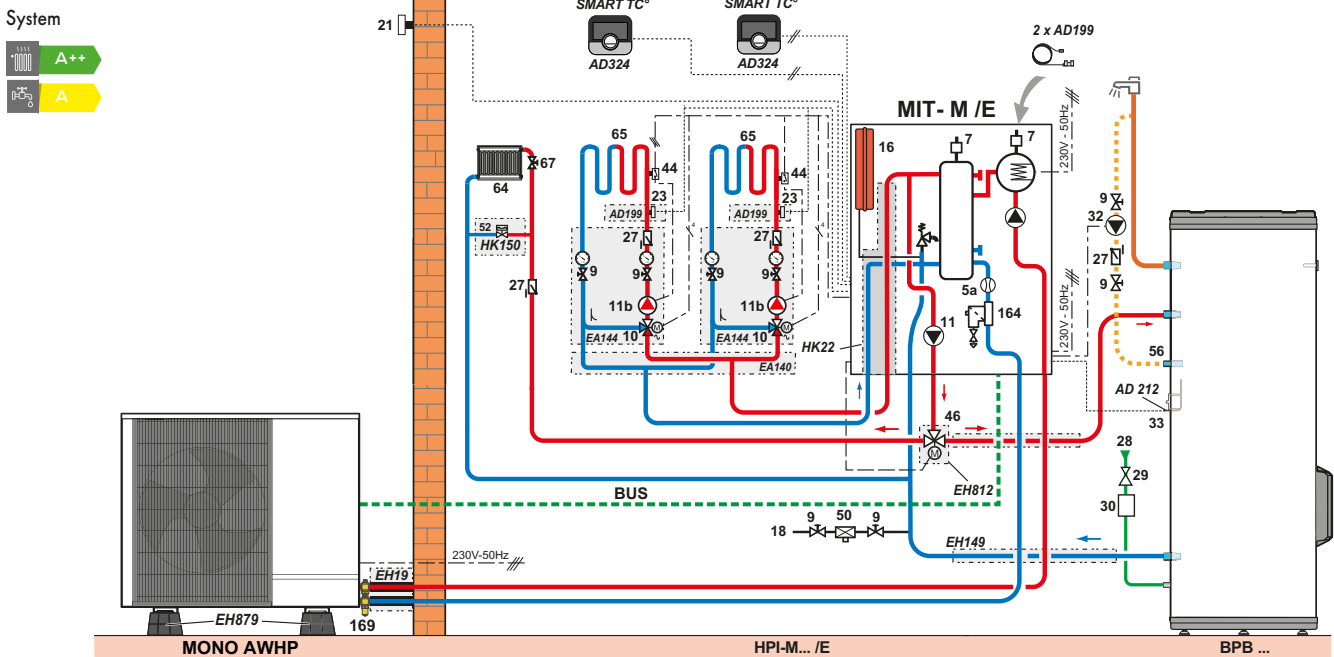 System
A++
A
21
SMART TC°
AD324
SMART TC°
AD324
2 x AD199
MIT- M /E
230V - 50Hz
230V - 50Hz
16
7
7
65
65
67
64
44
44
23
23
AD199
AD199
52
HK150
27
27
27
9
9
9
9
11b
11b
10
10
M
M
EA144
EA144
EA140
HK22
5a
164
11
9
32
27
9
56
AD 212
33
46
M
EH812
28
29
30
BUS
18
9
50
9
EH149
230V-50Hz
EH19
EH879
169
MONO AWHP
HPI-M... /E
BPB ...